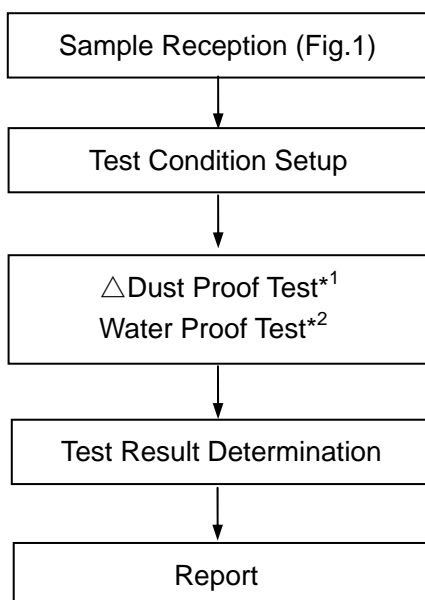 Sample Reception (Fig.1)
Test Condition Setup
△Dust Proof Test*1
Water Proof Test*2
Test Result Determination
Report